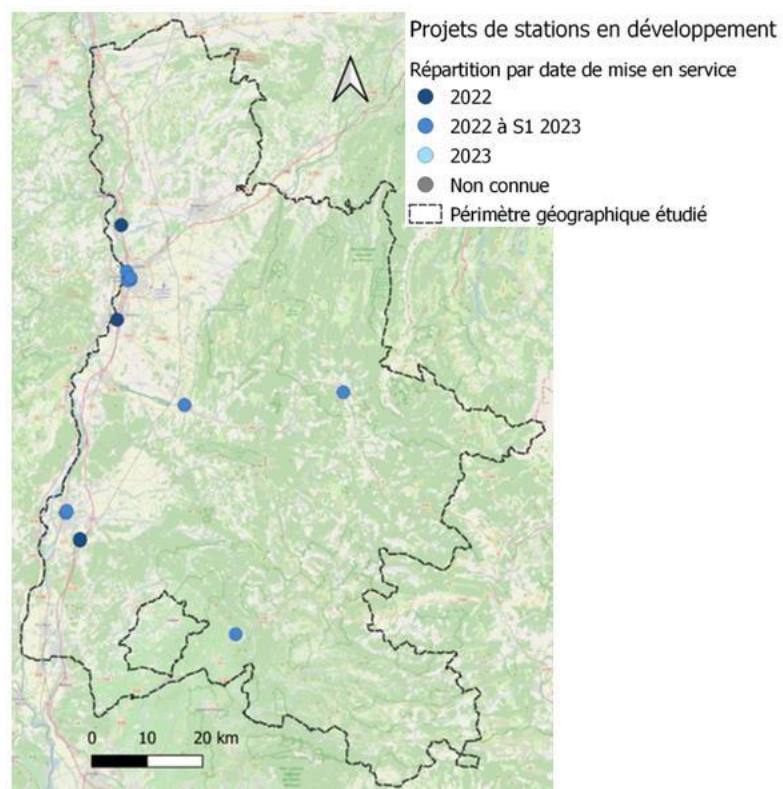 Projets de stations en développement
Répartition par date de mise en service
2022
2022 à S1 2023
2023
Non connue
Périmètre géographique étudié
0 10 20 km